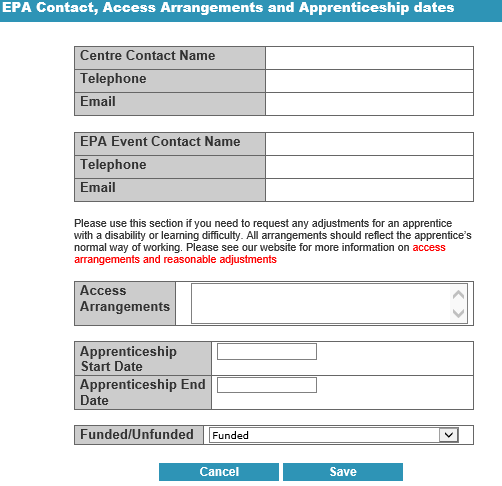 EPA Contact, Access Arrangements and Apprenticeship dates
Centre Contact Name
Telephone
Email
EPA Event Contact Name
Telephone
Email
Please use this section if you need to request any adjustments for an apprentice
with a disability or learning difficulty. All arrangements should reflect the apprentice's
normal way of working. Please see our website for more information on access
arrangements and reasonable adjustments
Access
Arrangements
Apprenticeship
Start Date
Apprenticeship End
Date
Funded/Unfunded Funded
Cancel Save